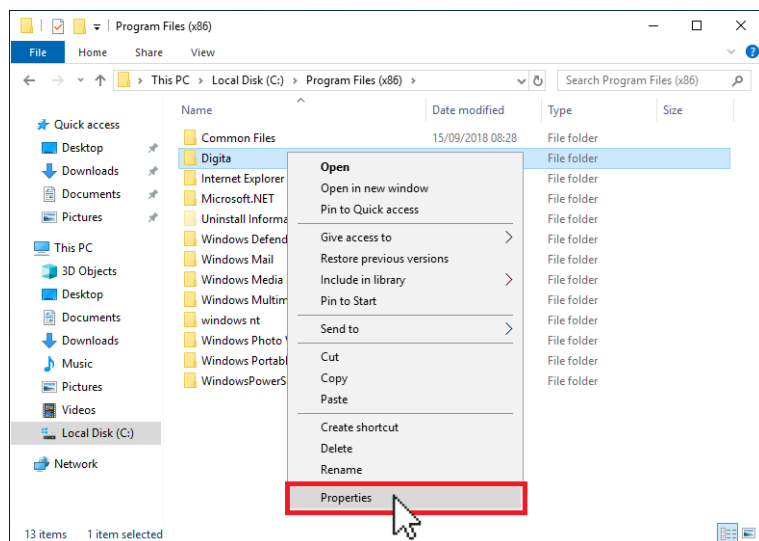 Program Files (x86)
File Home Share View
This PC > Local Disk (C:) > Program Files (x86) > Search Program Files (x86)
Name Date modified Type Size
Quick access
Desktop
Downloads
Documents
Pictures
This PC
3D Objects
Desktop
Documents
Downloads
Music
Pictures
Videos
Local Disk (C:)
Network
Common Files 15/09/2018 08:28 File folder
Digita File folder
Internet Explorer File folder
Microsoft.NET File folder
Uninstall Informa File folder
Windows Defend File folder
Windows Mail File folder
Windows Media File folder
Windows Multim File folder
windows nt File folder
Windows Photo File folder
Windows Portabl File folder
WindowsPowerS File folder
Open
Open in new window
Pin to Quick access
Give access to
Restore previous versions
Include in library
Pin to Start
Send to
Cut
Copy
Paste
Create shortcut
Delete
Rename
Properties
13 items 1 item selected